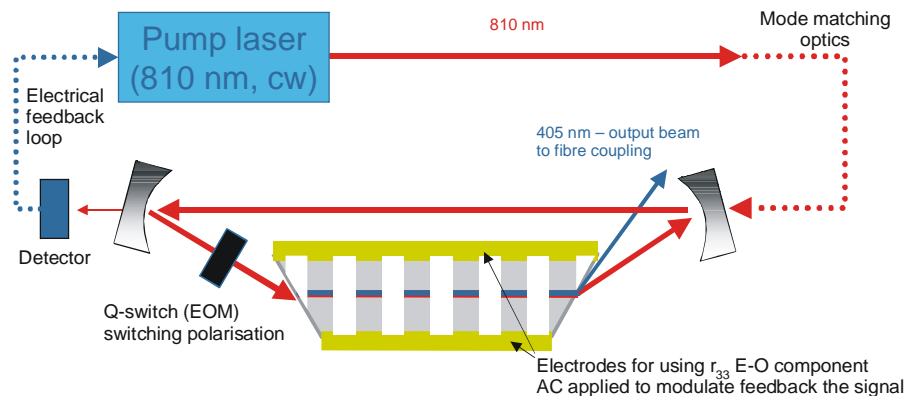 Pump laser
(810 nm, cw)
810 nm
Mode matching
optics
Electrical
feedback
loop
405 nm – output beam
to fibre coupling
Detector
Q-switch (EOM)
switching polarisation
Electrodes for using r33 E-O component
AC applied to modulate feedback the signal